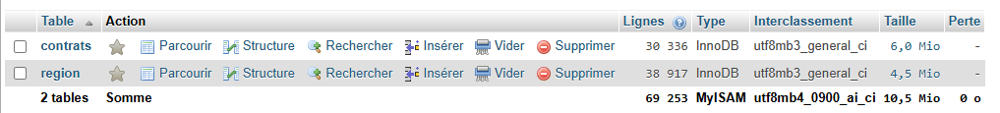 Table Action Lignes Type Interclassement Taille Perte
contrats Parcourir Structure Rechercher Insérer Vider Supprimer 30 336 InnoDB utf8mb3_general_ci 6,0 Mio -
region Parcourir Structure Rechercher Insérer Vider Supprimer 38 917 InnoDB utf8mb3_general_ci 4,5 Mio -
2 tables Somme 69 253 MyISAM utf8mb4_0900_ai_ci 10,5 Mio 0 o